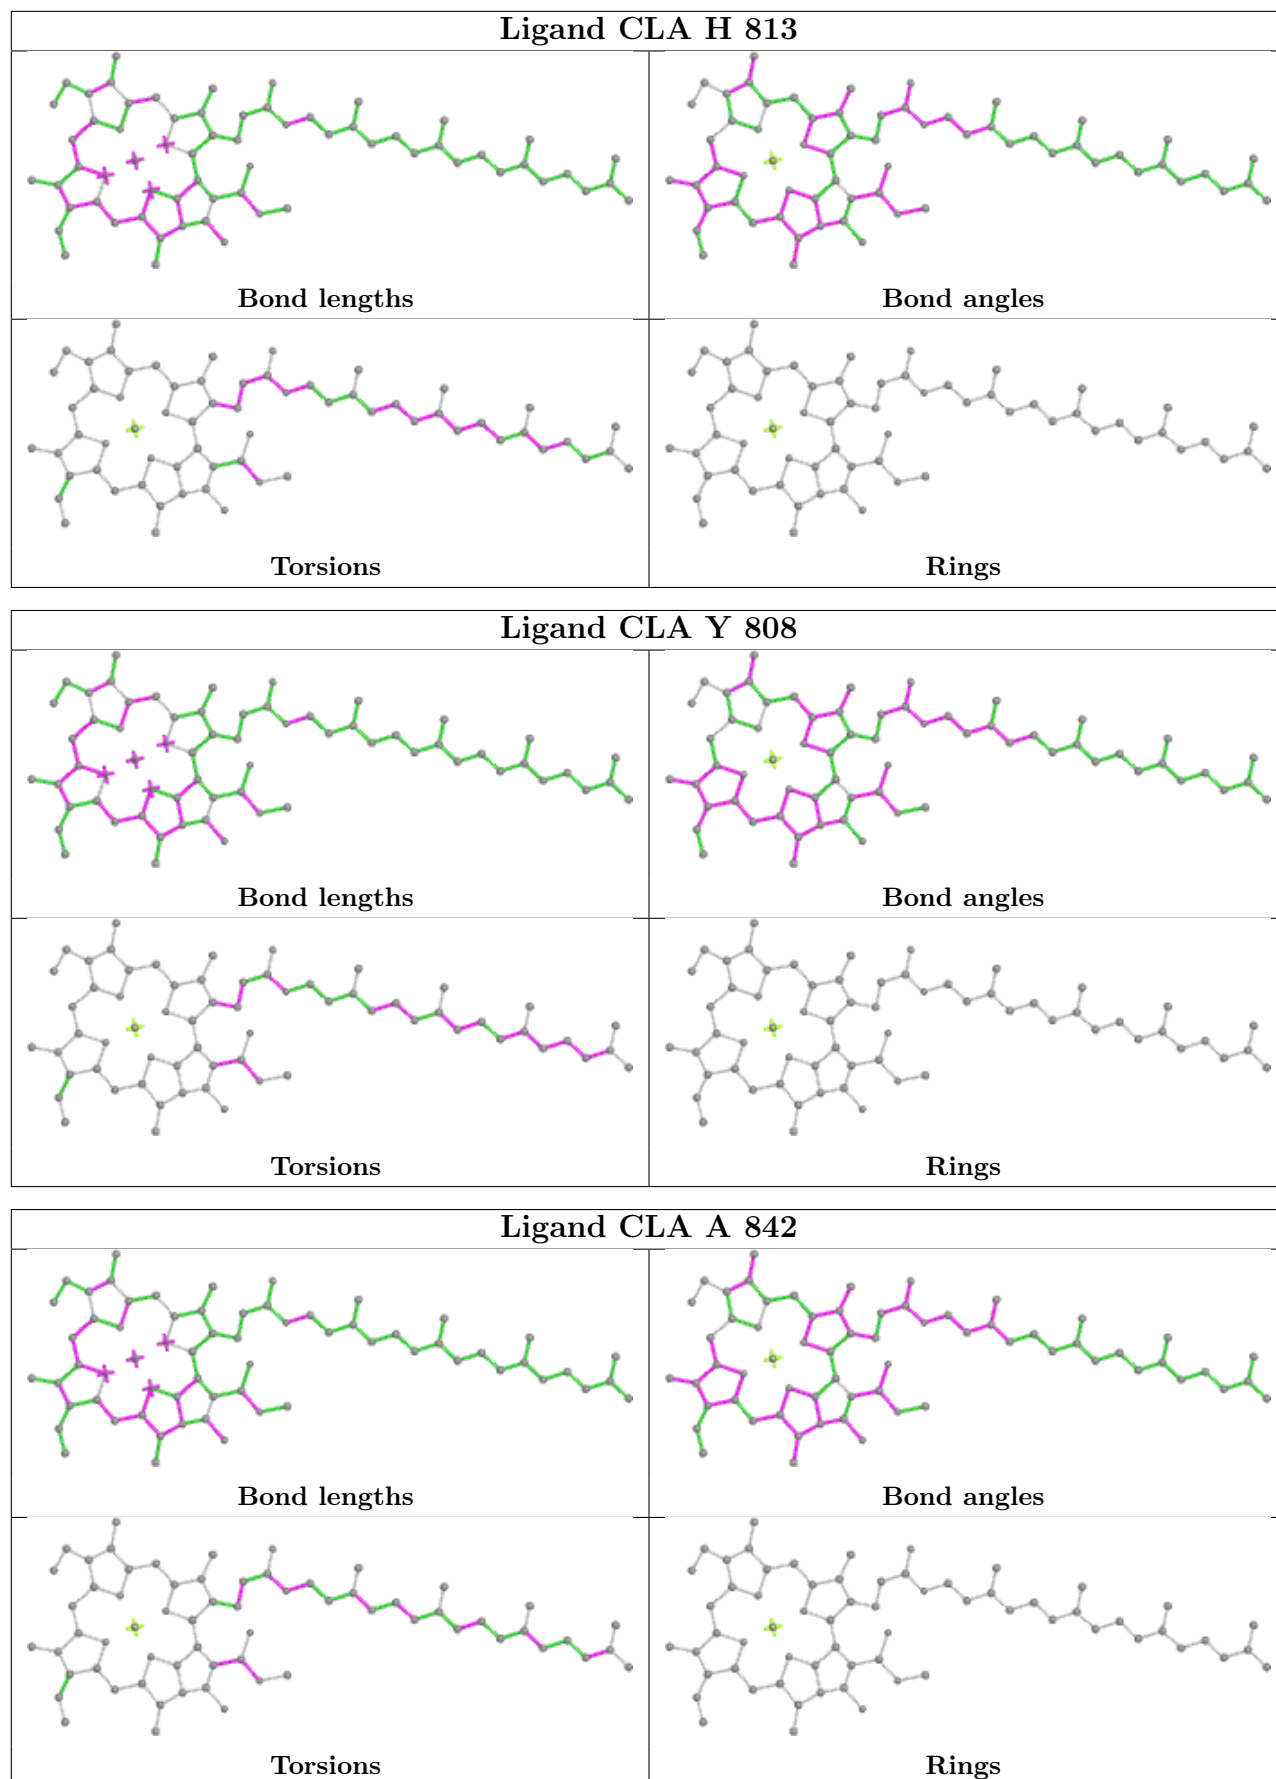 Ligand CLA H 813
Bond lengths
Bond angles
Torsions
Rings
Ligand CLA Y 808
Bond lengths
Bond angles
Torsions
Rings
Ligand CLA A 842
Bond lengths
Bond angles
Torsions
Rings